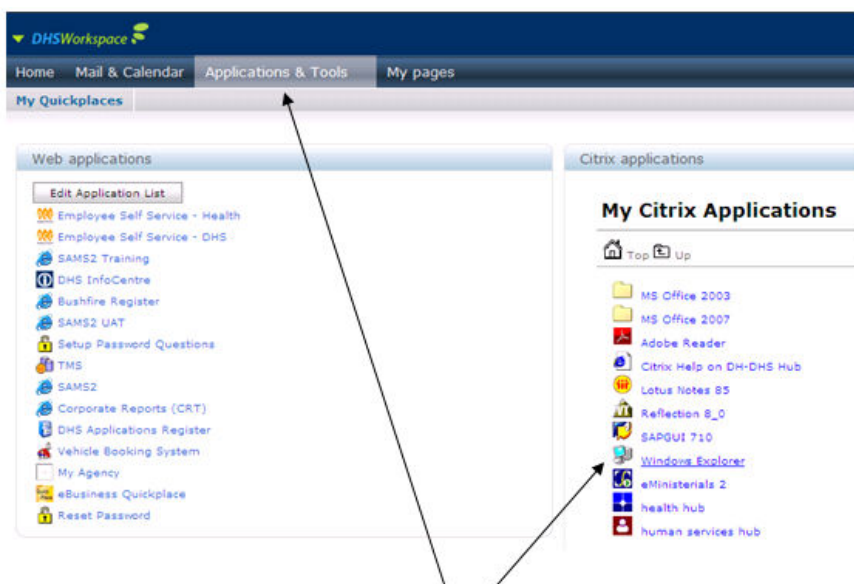 DHSWorkspace
Home Mail & Calendar Applications & Tools My pages
My Quickplaces
Web applications
Edit Application List
Employee Self Service - Health
Employee Self Service - DHS
SAMS2 Training
DHS InfoCentre
Bushfire Register
SAMS2 UAT
Setup Password Questions
TMS
SAMS2
Corporate Reports (CRT)
DHS Applications Register
Vehicle Booking System
My Agency
eBusiness Quickplace
Reset Password
Citrix applications
My Citrix Applications
Top Up
MS Office 2003
MS Office 2007
Adobe Reader
Citrix Help on DH-DHS Hub
Lotus Notes 85
Reflection 8_0
SAPGUI 710
Windows Explorer
eMinisterials 2
health hub
human services hub